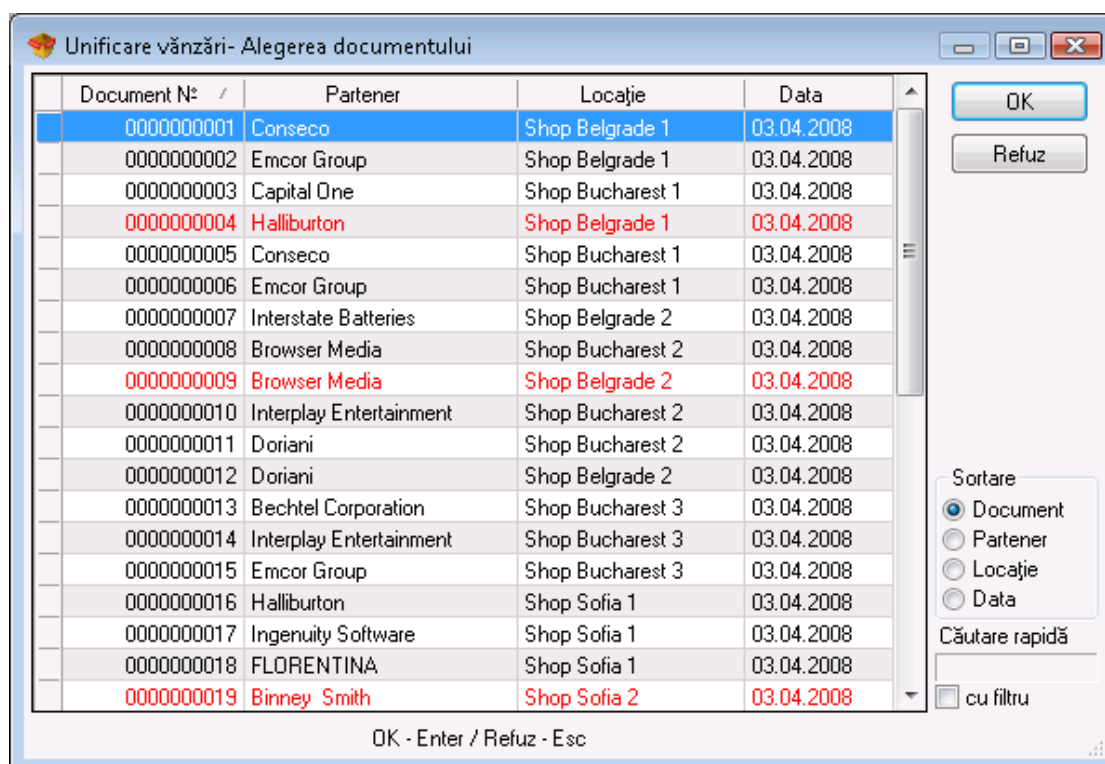 Unificare vănzări- Alegerea documentului
Document № Partener Locaţie Data
0000000001 Conseco Shop Belgrade 1 03.04.2008
0000000002 Emcor Group Shop Belgrade 1 03.04.2008
0000000003 Capital One Shop Bucharest 1 03.04.2008
0000000004 Halliburton Shop Belgrade 1 03.04.2008
0000000005 Conseco Shop Bucharest 1 03.04.2008
0000000006 Emcor Group Shop Bucharest 1 03.04.2008
0000000007 Interstate Batteries Shop Belgrade 2 03.04.2008
0000000008 Browser Media Shop Bucharest 2 03.04.2008
0000000009 Browser Media Shop Belgrade 2 03.04.2008
0000000010 Interplay Entertainment Shop Bucharest 2 03.04.2008
0000000011 Doriani Shop Bucharest 2 03.04.2008
0000000012 Doriani Shop Belgrade 2 03.04.2008
0000000013 Bechtel Corporation Shop Bucharest 3 03.04.2008
0000000014 Interplay Entertainment Shop Bucharest 3 03.04.2008
0000000015 Emcor Group Shop Bucharest 3 03.04.2008
0000000016 Halliburton Shop Sofia 1 03.04.2008
0000000017 Ingenuity Software Shop Sofia 1 03.04.2008
0000000018 FLORENTINA Shop Sofia 1 03.04.2008
0000000019 Binney Smith Shop Sofia 2 03.04.2008
OK
Refuz
Sortare
Document
Partener
Locaţie
Data
Căutare rapidă
cu filtru
OK - Enter / Refuz - Esc